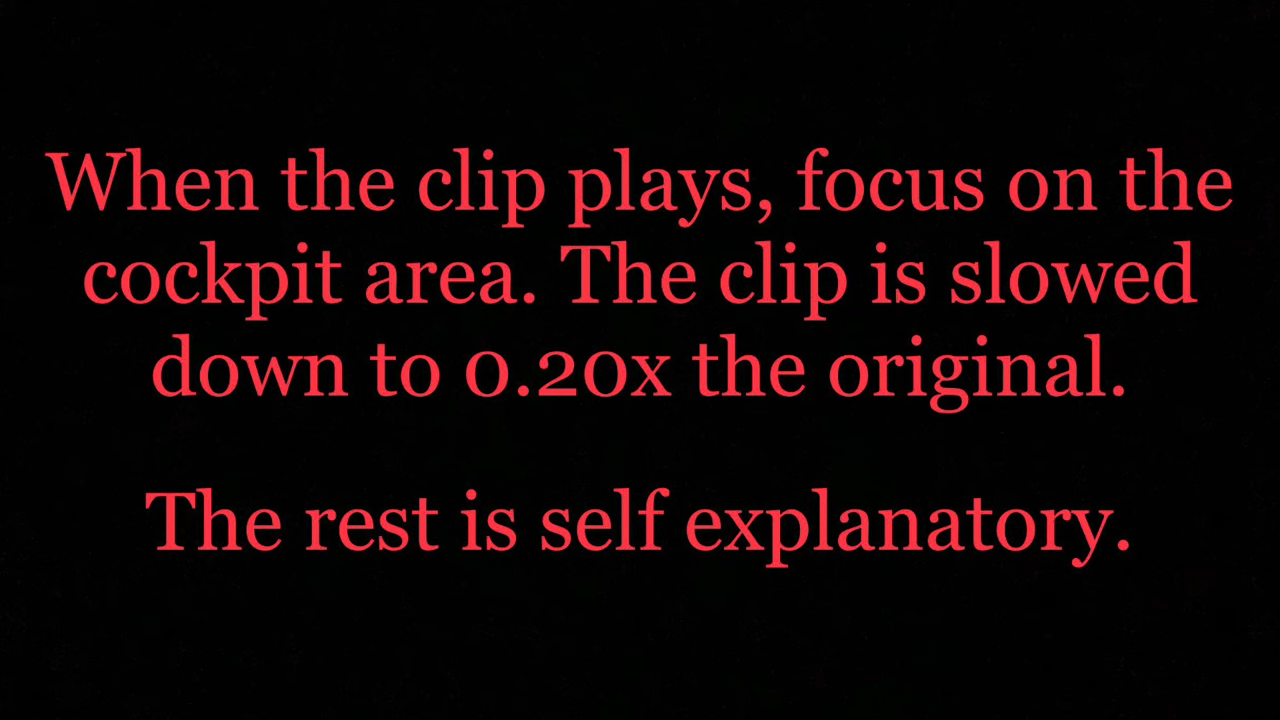 When the clip plays, focus on the
cockpit area. The clip is slowed
down to 0.20x the original.
The rest is self explanatory.